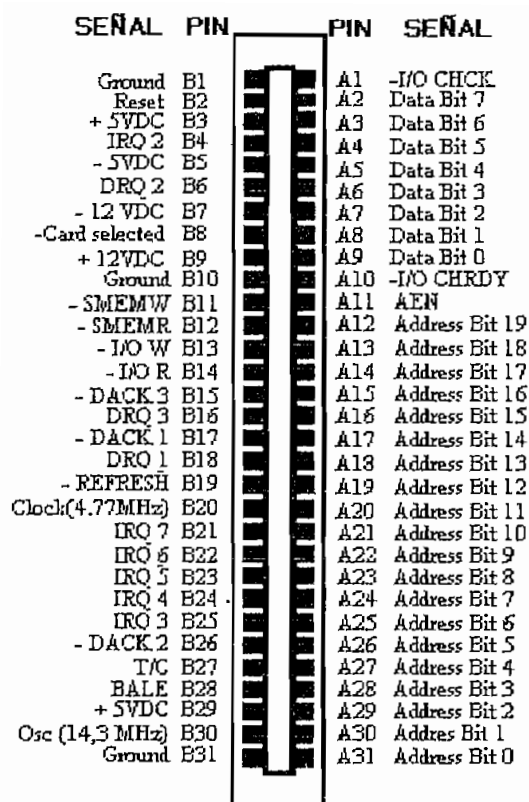 SEÑAL PIN PIN SEÑAL
Ground B1 A1 -I/O CHCK
Reset B2 A2 Data Bit 7
+ 5VDC B3 A3 Data Bit 6
IRQ 2 B4 A4 Data Bit 5
- 5VDC B5 A5 Data Bit 4
DRQ 2 B6 A6 Data Bit 3
- 12 VDC B7 A7 Data Bit 2
-Card selected B8 A8 Data Bit 1
+ 12VDC B9 A9 Data Bit 0
Ground B10 A10 -I/O CHRDY
- SMEMW B11 A11 AEN
- SMEMR B12 A12 Address Bit 19
- I/O W B13 A13 Address Bit 18
- I/O R B14 A14 Address Bit 17
- DACK 3 B15 A15 Address Bit 16
DRQ 3 B16 A16 Address Bit 15
- DACK 1 B17 A17 Address Bit 14
DRQ 1 B18 A18 Address Bit 13
- REFRESH B19 A19 Address Bit 12
Clock(4.77MHz) B20 A20 Address Bit 11
IRQ 7 B21 A21 Address Bit 10
IRQ 6 B22 A22 Address Bit 9
IRQ 5 B23 A23 Address Bit 8
IRQ 4 B24 A24 Address Bit 7
IRQ 3 B25 A25 Address Bit 6
- DACK 2 B26 A26 Address Bit 5
T/C B27 A27 Address Bit 4
BALE B28 A28 Address Bit 3
+ 5VDC B29 A29 Address Bit 2
Osc (14,3 MHz) B30 A30 Addres Bit 1
Ground B31 A31 Address Bit 0